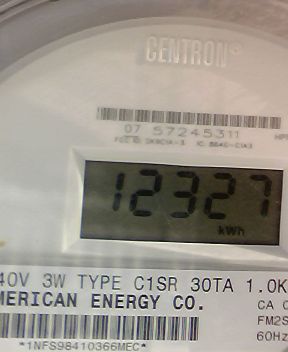 CENTRON®
07 57245311
12327
kWh
40V 3W TYPE C1SR 30TA 1.0K
MERICAN ENERGY CO.
CA
FM2S
60Hz
*1NFS98410366MEC*